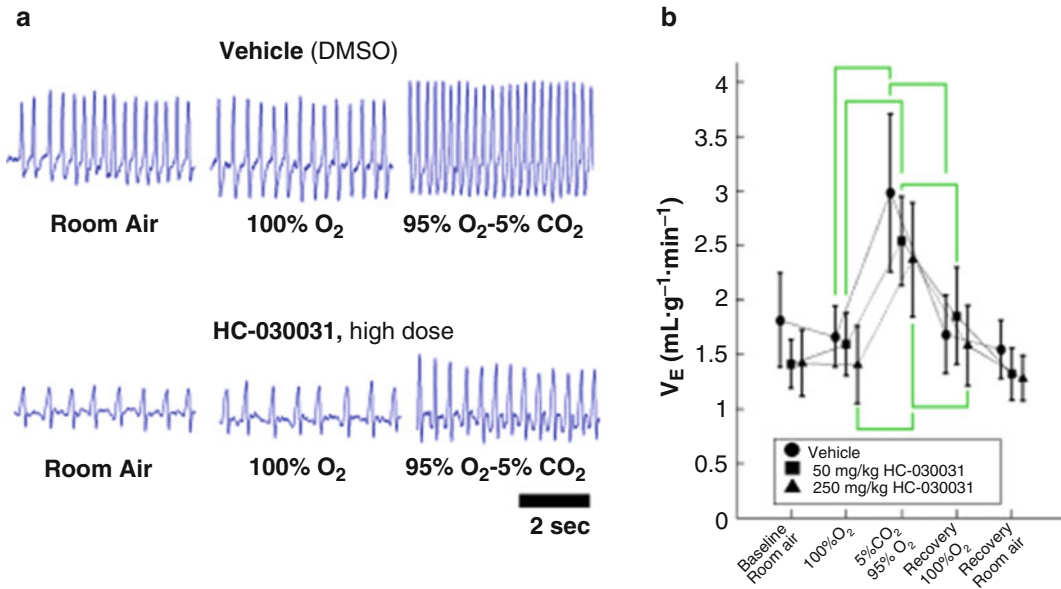 a
Vehicle (DMSO)
Room Air
100% O₂
95% O₂-5% CO₂
HC-030031, high dose
Room Air
100% O₂
95% O₂-5% CO₂
2 sec
b
V_E (mL·g⁻¹·min⁻¹)
4
3.5
3
2.5
2
1.5
1
0.5
0
Vehicle
50 mg/kg HC-030031
250 mg/kg HC-030031
Baseline
Room air
100%O₂
5%CO₂
95% O₂
Recovery
100%O₂
Recovery
Room air